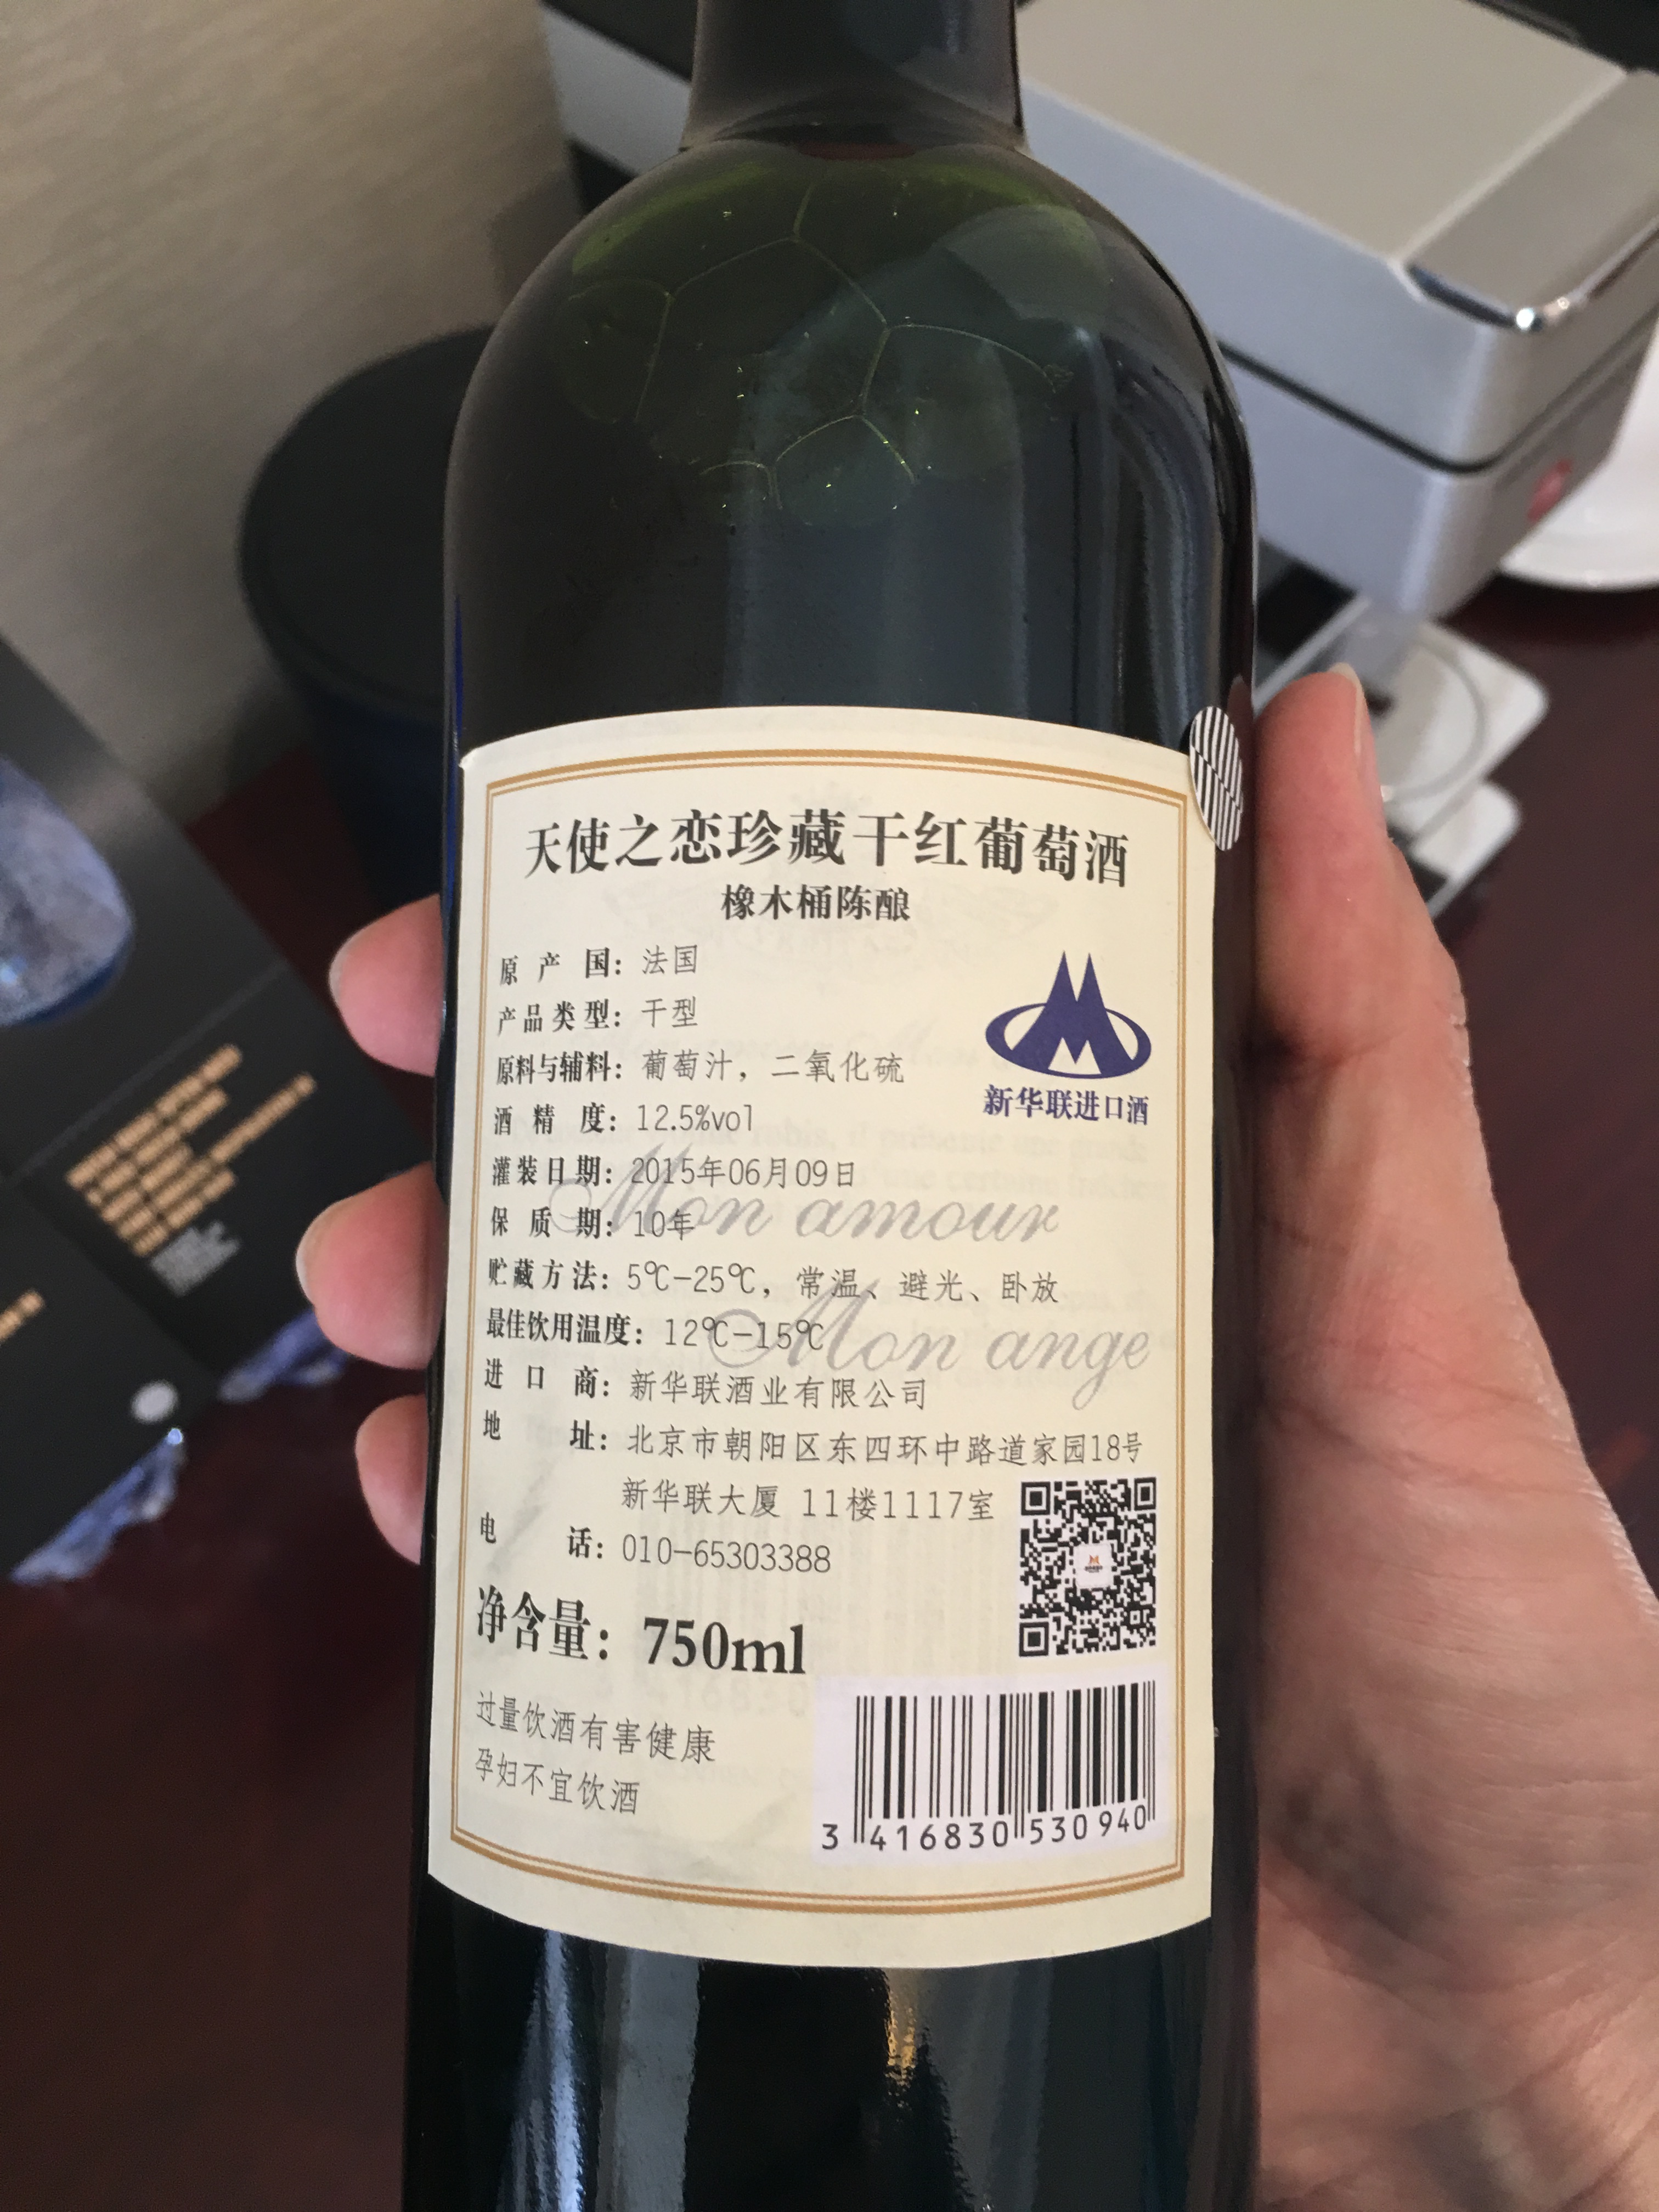 天使之恋珍藏干红葡萄酒
橡木桶陈酿
原产国：法国
产品类型：干型
原料与辅料：葡萄汁，二氧化硫
新华联进口酒
酒精度：12.5%vol
灌装日期：2015年06月09日
Mon amour
保质期：10年
贮藏方法：5℃-25℃，常温、避光、卧放
最佳饮用温度：12℃-15℃
Mon ange
进口商：新华联酒业有限公司
地址：北京市朝阳区东四环中路道家园18号
新华联大厦 11楼1117室
电话：010-65303388
净含量：750ml
过量饮酒有害健康
孕妇不宜饮酒
3 416830 530940